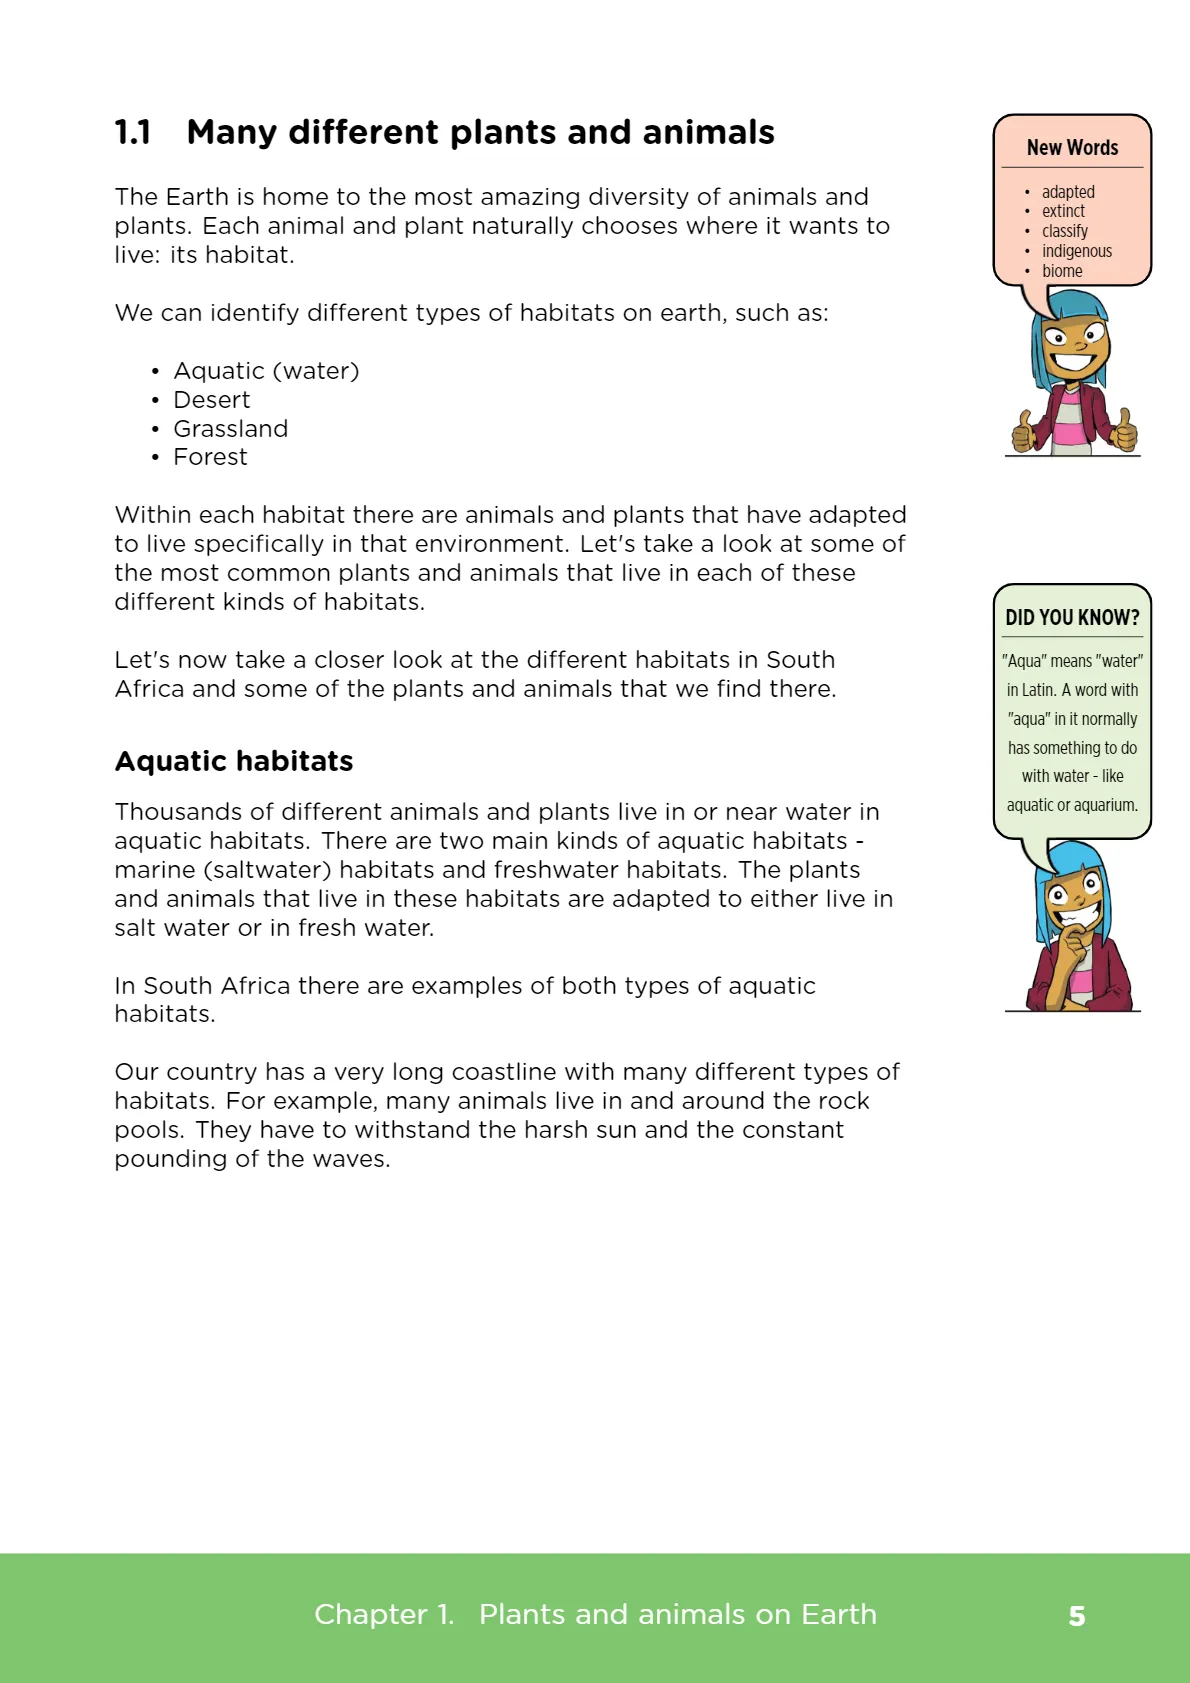 1.1 Many different plants and animals
The Earth is home to the most amazing diversity of animals and
plants. Each animal and plant naturally chooses where it wants to
live: its habitat.
We can identify different types of habitats on earth, such as:
• Aquatic (water)
• Desert
• Grassland
• Forest
Within each habitat there are animals and plants that have adapted
to live specifically in that environment. Let's take a look at some of
the most common plants and animals that live in each of these
different kinds of habitats.
Let's now take a closer look at the different habitats in South
Africa and some of the plants and animals that we find there.
Aquatic habitats
Thousands of different animals and plants live in or near water in
aquatic habitats. There are two main kinds of aquatic habitats -
marine (saltwater) habitats and freshwater habitats. The plants
and animals that live in these habitats are adapted to either live in
salt water or in fresh water.
In South Africa there are examples of both types of aquatic
habitats.
Our country has a very long coastline with many different types of
habitats. For example, many animals live in and around the rock
pools. They have to withstand the harsh sun and the constant
pounding of the waves.
New Words
• adapted
• extinct
• classify
• indigenous
• biome
DID YOU KNOW?
"Aqua" means "water"
in Latin. A word with
"aqua" in it normally
has something to do
with water - like
aquatic or aquarium.
Chapter 1. Plants and animals on Earth
5